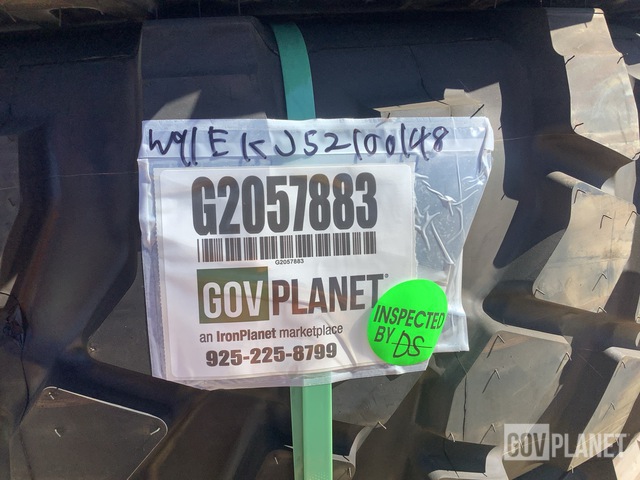 W91EKJ52100148
G2057883
G2057883
GOVPLANET®
an IronPlanet marketplace
925-225-8799
INSPECTED
BY DS
GOVPLANET